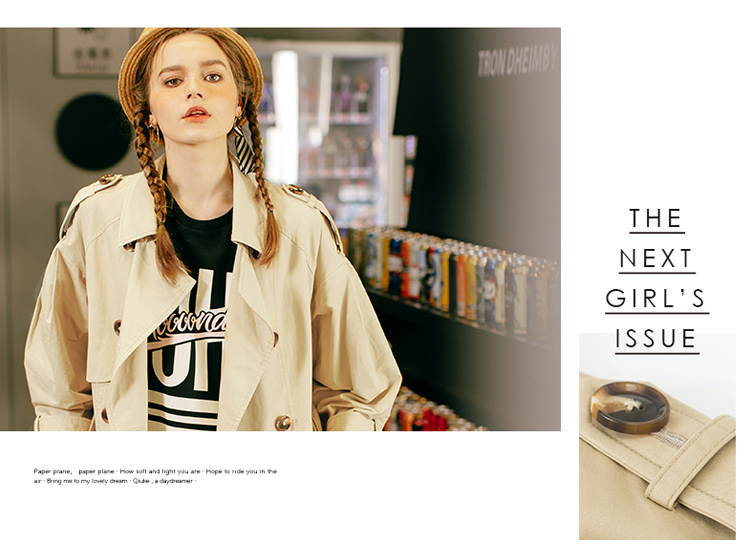 TRONDHEIMBY
THE
NEXT
GIRL'S
ISSUE
Paper plane, paper plane · How soft and light you are · Hope to ride you in the
air · Bring me to my lovely dream · Qiuke , a daydreamer ·